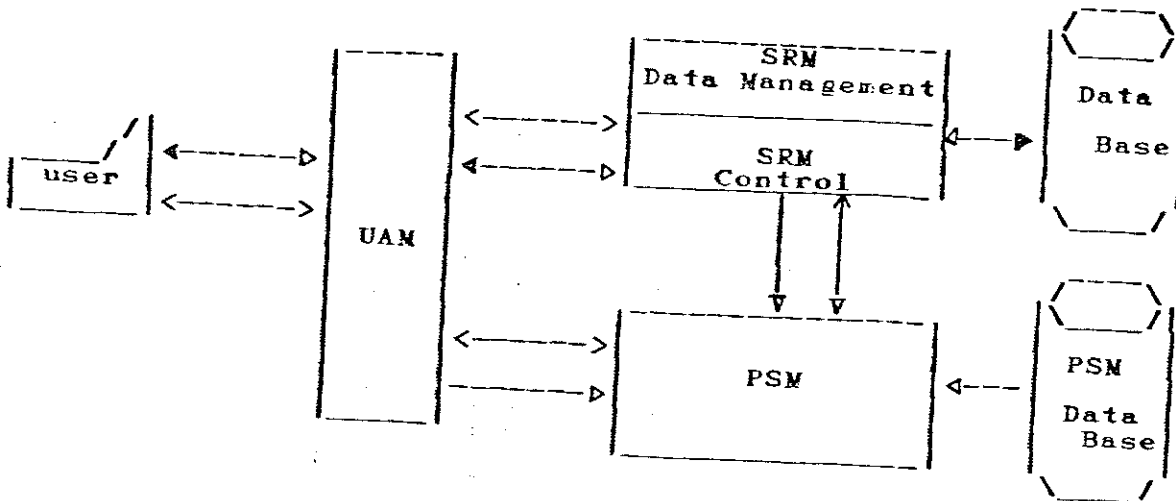 SRM
Data Management
Data
Base
user
SRM
Control
UAM
PSM
PSM
Data
Base